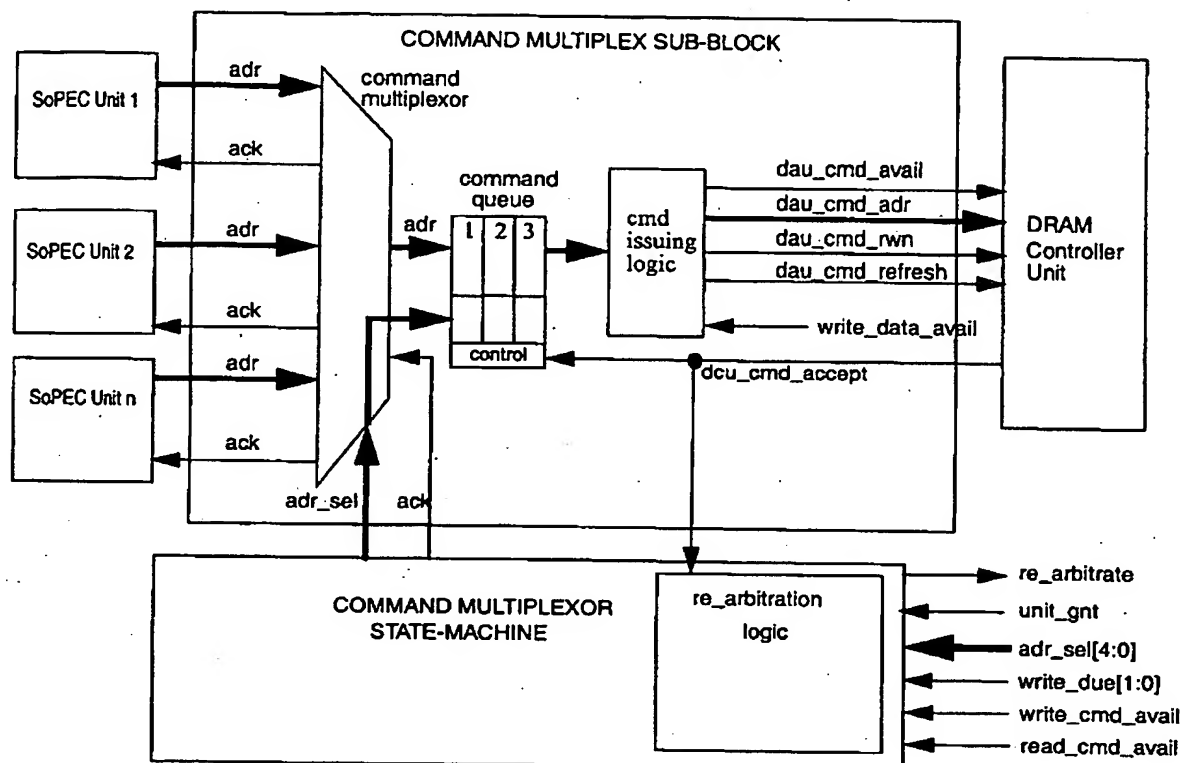 COMMAND MULTIPLEX SUB-BLOCK
SoPEC Unit 1
adr
ack
command
multiplexor
SoPEC Unit 2
adr
ack
SoPEC Unit n
adr
ack
adr
command
queue
1 2 3
control
cmd
issuing
logic
dau_cmd_avail
dau_cmd_adr
dau_cmd_rwn
dau_cmd_refresh
write_data_avail
dcu_cmd_accept
DRAM
Controller
Unit
adr_sel
ack
COMMAND MULTIPLEXOR
STATE-MACHINE
re_arbitration
logic
re_arbitrate
unit_gnt
adr_sel[4:0]
write_due[1:0]
write_cmd_avail
read_cmd_avail